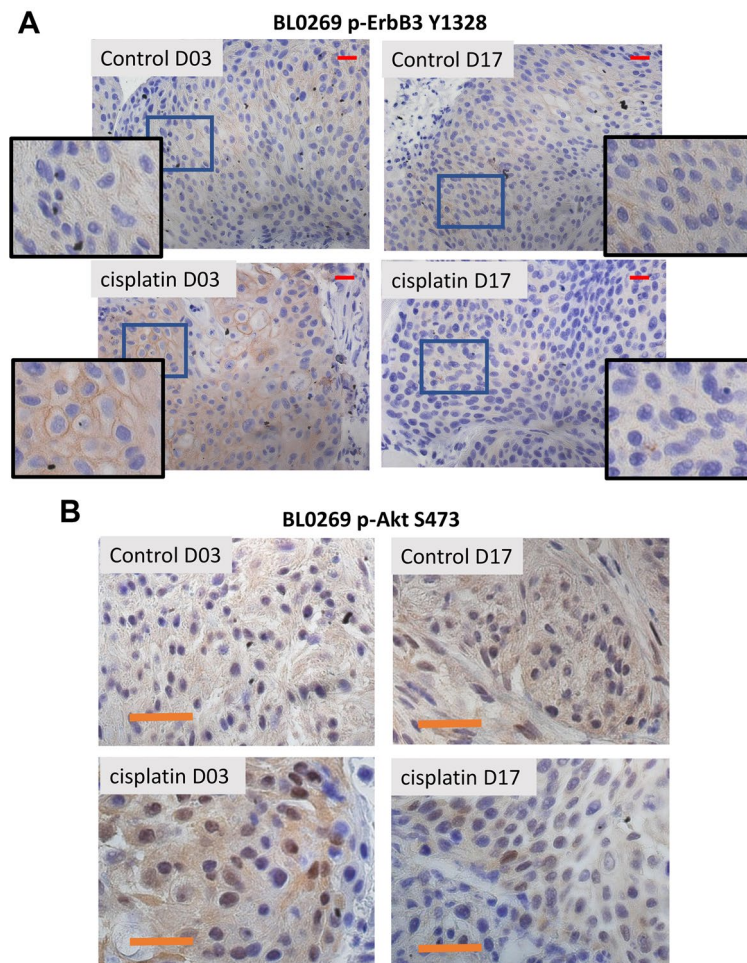 A
BL0269 p-ErbB3 Y1328
Control D03
Control D17
cisplatin D03
cisplatin D17
B
BL0269 p-Akt S473
Control D03
Control D17
cisplatin D03
cisplatin D17